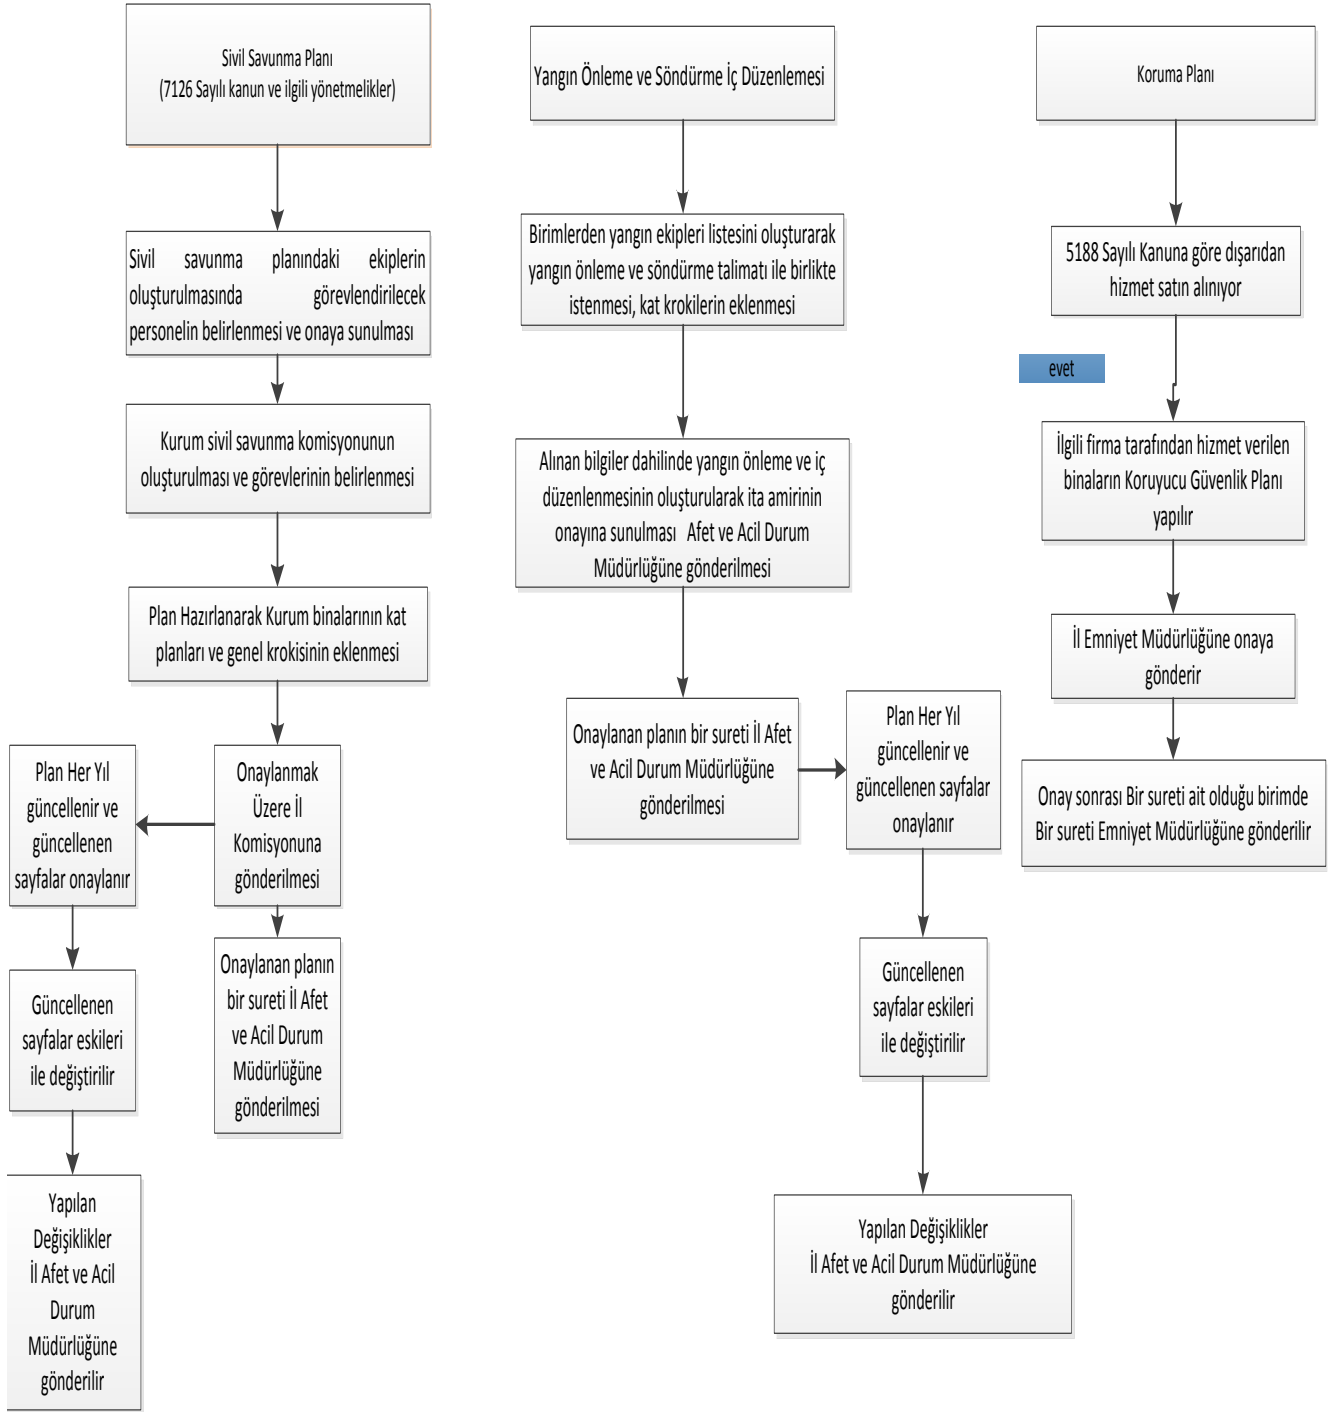 Sivil Savunma Planı
(7126 Sayılı kanun ve ilgili yönetmelikler)
Sivil savunma planındaki ekiplerin
oluşturulmasında görevlendirilecek
personelin belirlenmesi ve onaya sunulması
Kurum sivil savunma komisyonunun
oluşturulması ve görevlerinin belirlenmesi
Plan Hazırlanarak Kurum binalarının kat
planları ve genel krokisinin eklenmesi
Onaylanmak
Üzere İl
Komisyonuna
gönderilmesi
Onaylanan planın
bir sureti İl Afet
ve Acil Durum
Müdürlüğüne
gönderilmesi
Plan Her Yıl
güncellenir ve
güncellenen
sayfalar onaylanır
Güncellenen
sayfalar eskileri
ile değiştirilir
Yapılan
Değişiklikler
İl Afet ve Acil
Durum
Müdürlüğüne
gönderilir
Yangın Önleme ve Söndürme İç Düzenlemesi
Birimlerden yangın ekipleri listesini oluşturarak
yangın önleme ve söndürme talimatı ile birlikte
istenmesi, kat krokilerin eklenmesi
Alınan bilgiler dahilinde yangın önleme ve iç
düzenlenmesinin oluşturularak ita amirinin
onayına sunulması Afet ve Acil Durum
Müdürlüğüne gönderilmesi
Onaylanan planın bir sureti İl Afet
ve Acil Durum Müdürlüğüne
gönderilmesi
Plan Her Yıl
güncellenir ve
güncellenen sayfalar
onaylanır
Güncellenen
sayfalar eskileri
ile değiştirilir
Yapılan Değişiklikler
İl Afet ve Acil Durum Müdürlüğüne
gönderilir
Koruma Planı
5188 Sayılı Kanuna göre dışarıdan
hizmet satın alınıyor
evet
İlgili firma tarafından hizmet verilen
binaların Koruyucu Güvenlik Planı
yapılır
İl Emniyet Müdürlüğüne onaya
gönderir
Onay sonrası Bir sureti ait olduğu birimde
Bir sureti Emniyet Müdürlüğüne gönderilir